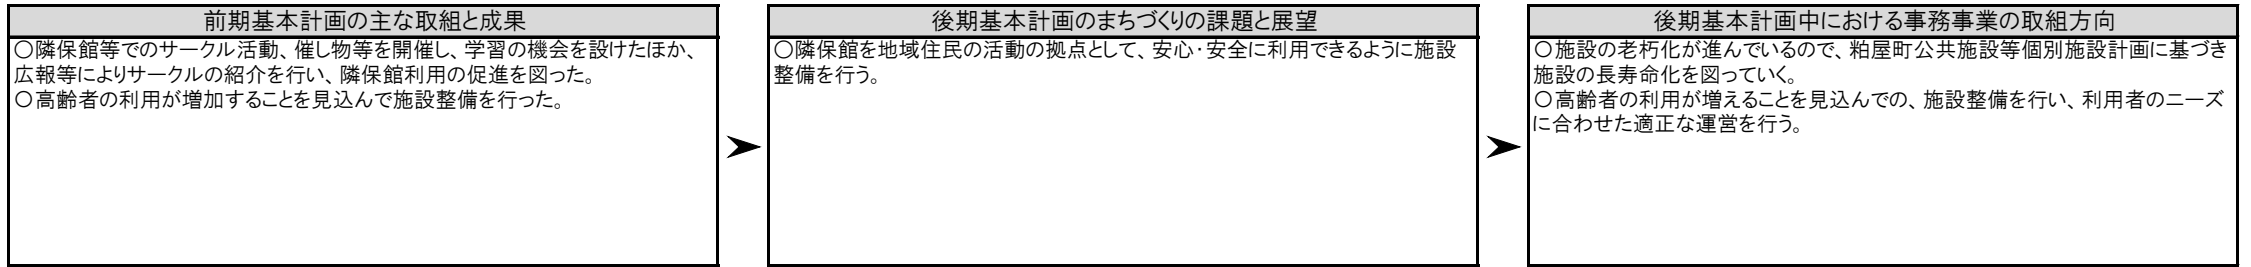 前期基本計画の主な取組と成果
〇隣保館等でのサークル活動、催し物等を開催し、学習の機会を設けたほか、
広報等によりサークルの紹介を行い、隣保館利用の促進を図った。
〇高齢者の利用が増加することを見込んで施設整備を行った。
後期基本計画のまちづくりの課題と展望
〇隣保館を地域住民の活動の拠点として、安心・安全に利用できるように施設
整備を行う。
後期基本計画中における事務事業の取組方向
〇施設の老朽化が進んでいるので、粕屋町公共施設等個別施設計画に基づき
施設の長寿命化を図っていく。
〇高齢者の利用が増えることを見込んでの、施設整備を行い、利用者のニーズ
に合わせた適正な運営を行う。